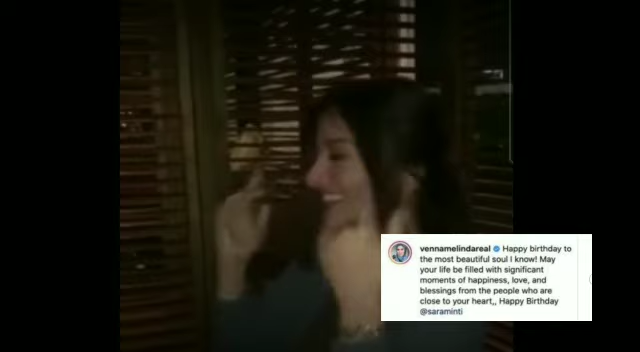 vennamelindareal Happy birthday to
the most beautiful soul I know! May
your life be filled with significant
moments of happiness, love, and
blessings from the people who are
close to your heart,, Happy Birthday
@saraminti